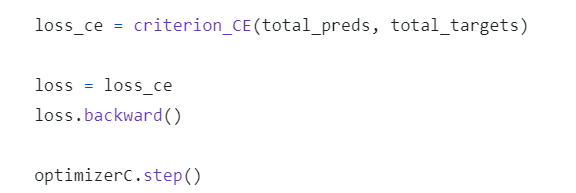 loss_ce = criterion_CE(total_preds, total_targets)
loss = loss_ce
loss.backward()
optimizerC.step()